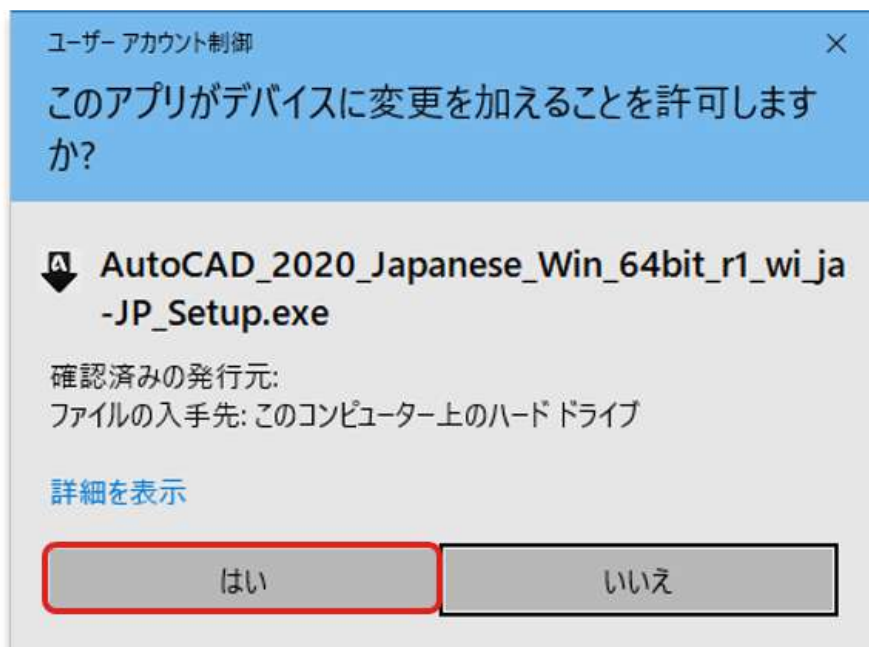 ユーザー アカウント制御
このアプリがデバイスに変更を加えることを許可します
か?
AutoCAD_2020_Japanese_Win_64bit_r1_wi_ja
-JP_Setup.exe
確認済みの発行元:
ファイルの入手先: このコンピューター上のハード ドライブ
詳細を表示
はい
いいえ